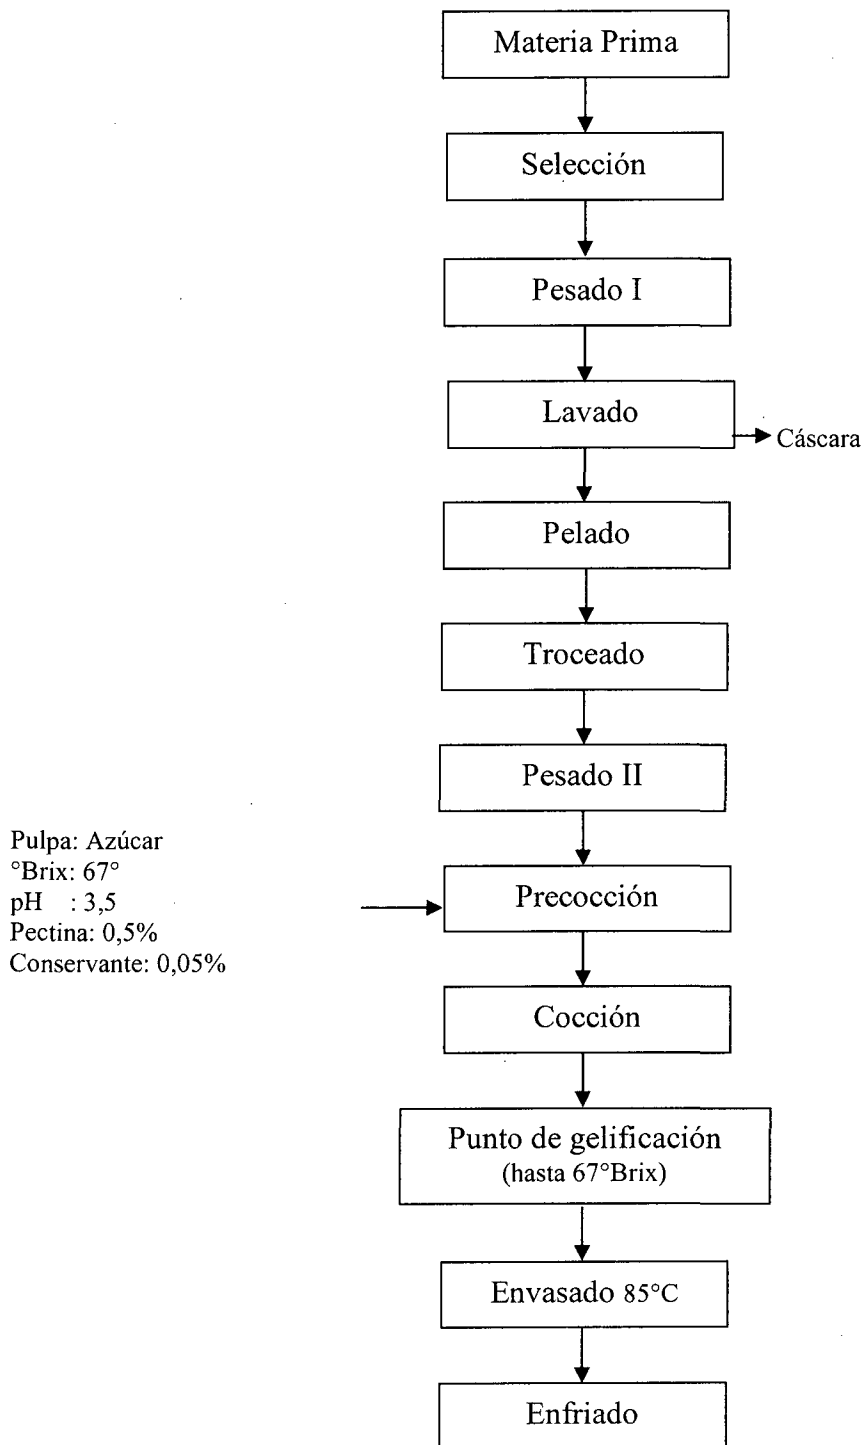 Materia Prima
Selección
Pesado I
Lavado
Cáscara
Pelado
Troceado
Pesado II
Pulpa: Azúcar
°Brix: 67°
pH : 3,5
Pectina: 0,5%
Conservante: 0,05%
Precocción
Cocción
Punto de gelificación
(hasta 67°Brix)
Envasado 85°C
Enfriado